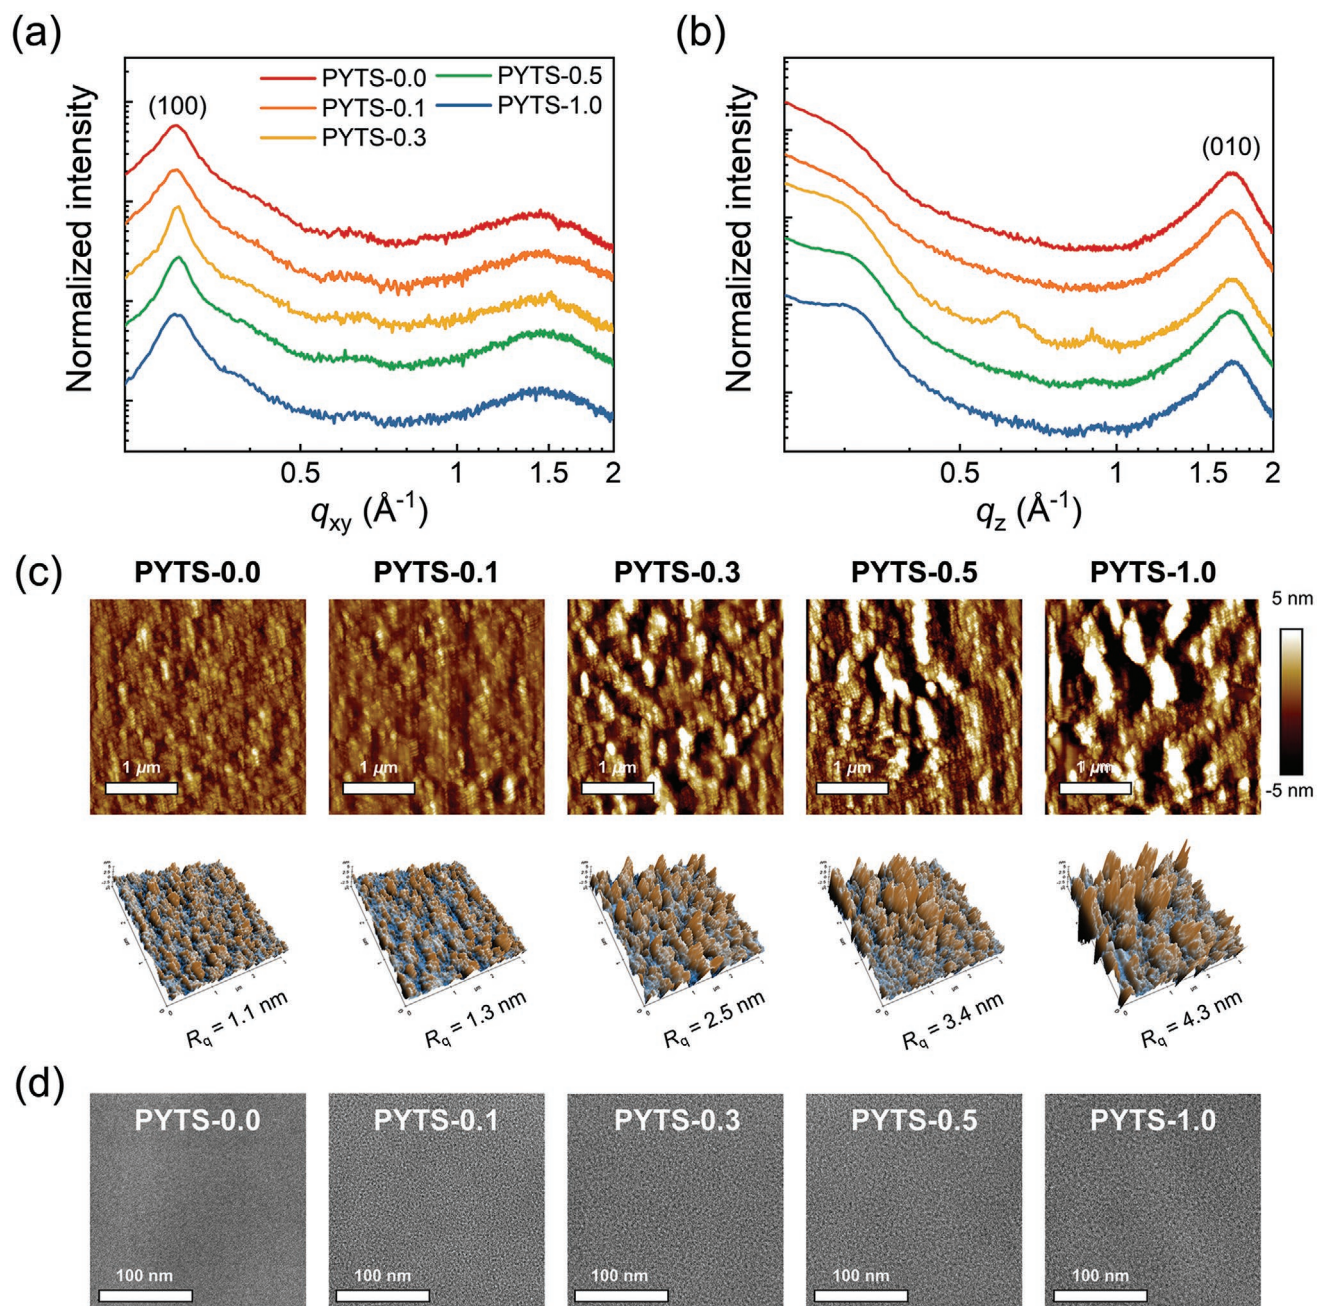 (a)
(100)
PYTS-0.0
PYTS-0.1
PYTS-0.3
PYTS-0.5
PYTS-1.0
Normalized intensity
0.5 1 1.5 2
qxy (Å-1)
(b)
(010)
Normalized intensity
0.5 1 1.5 2
qz (Å-1)
(c)
PYTS-0.0 PYTS-0.1 PYTS-0.3 PYTS-0.5 PYTS-1.0
5 nm
-5 nm
1 µm 1 µm 1 µm 1 µm 1 µm
Rq = 1.1 nm
Rq = 1.3 nm
Rq = 2.5 nm
Rq = 3.4 nm
Rq = 4.3 nm
(d)
PYTS-0.0 PYTS-0.1 PYTS-0.3 PYTS-0.5 PYTS-1.0
100 nm 100 nm 100 nm 100 nm 100 nm